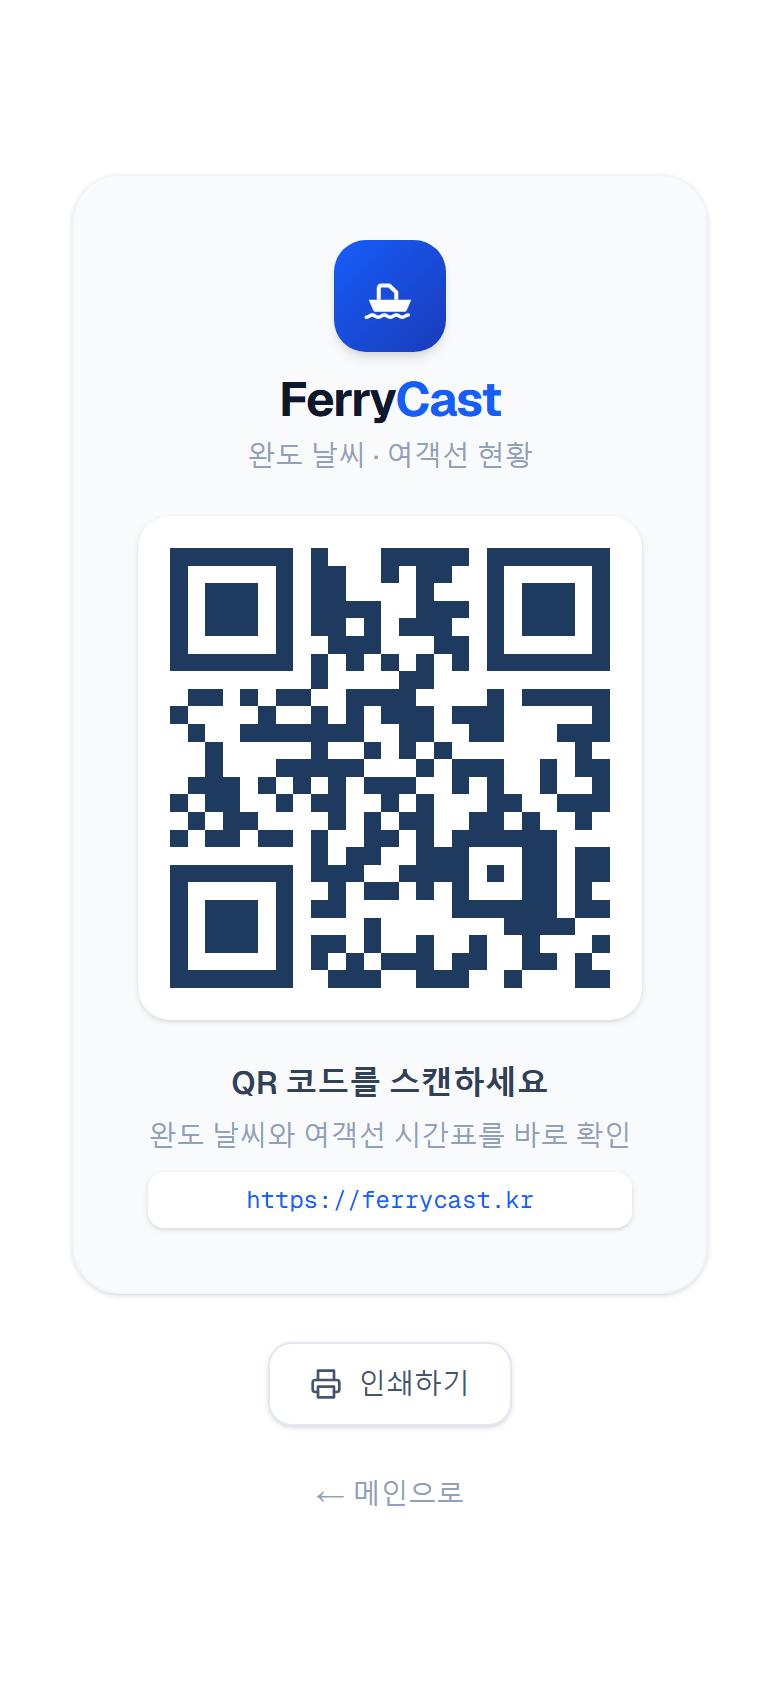 FerryCast
완도 날씨 · 여객선 현황
QR 코드를 스캔하세요
완도 날씨와 여객선 시간표를 바로 확인
https://ferrycast.kr
인쇄하기
← 메인으로